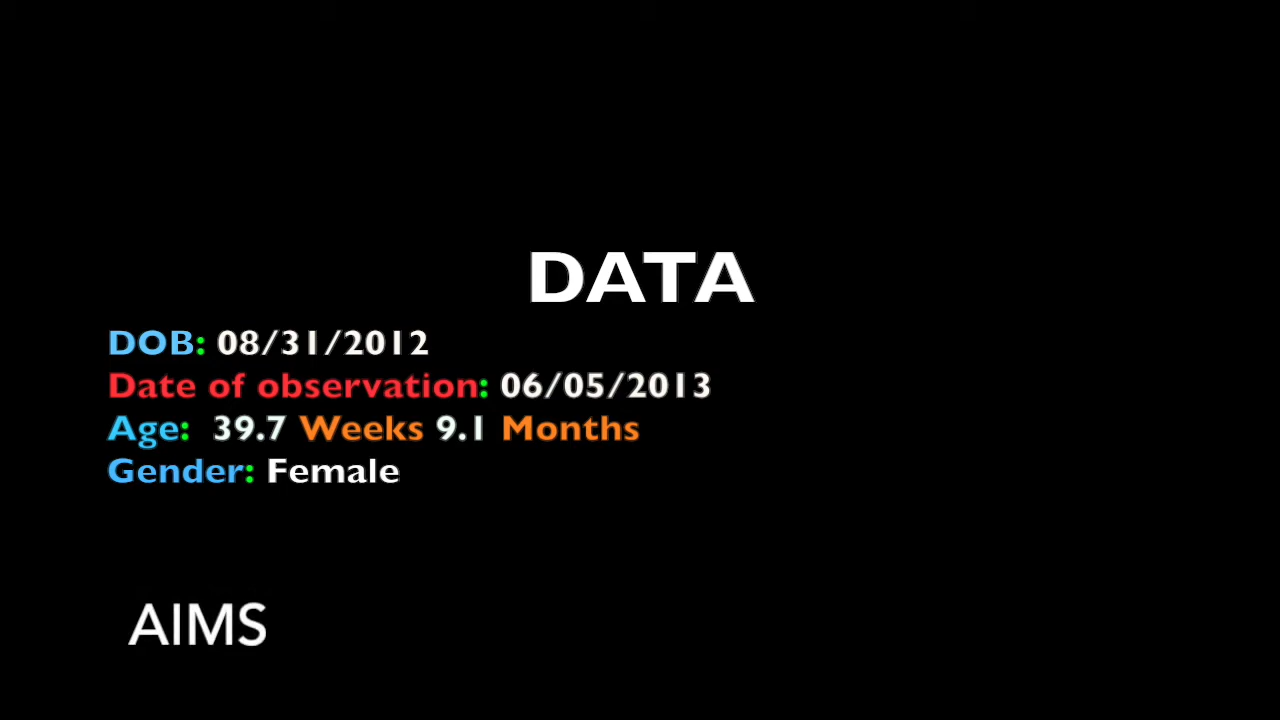 DATA
DOB: 08/31/2012
Date of observation: 06/05/2013
Age: 39.7 Weeks 9.1 Months
Gender: Female
AIMS